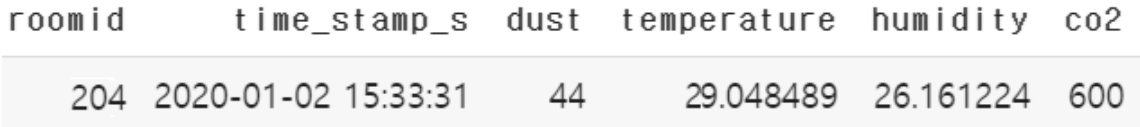 roomid time_stamp_s dust temperature humidity co2
204 2020-01-02 15:33:31 44 29.048489 26.161224 600